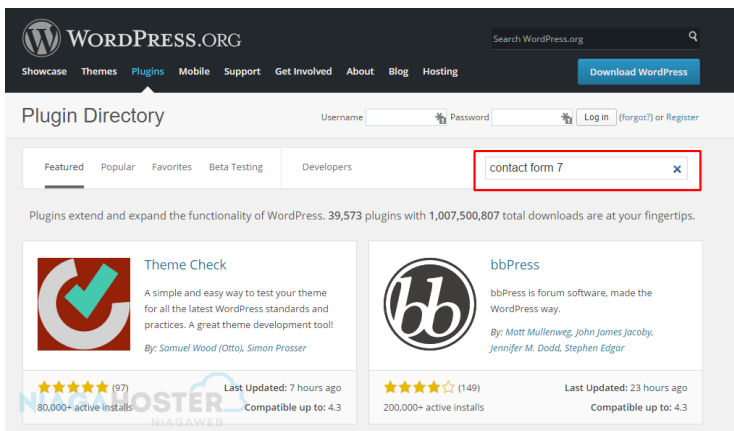 WORDPRESS.ORG
Search WordPress.org
Showcase Themes Plugins Mobile Support Get Involved About Blog Hosting
Download WordPress
Plugin Directory
Username
Password
Log in (forgot?) or Register
Featured Popular Favorites Beta Testing Developers
contact form 7
Plugins extend and expand the functionality of WordPress. 39,573 plugins with 1,007,500,807 total downloads are at your fingertips.
Theme Check
A simple and easy way to test your theme
for all the latest WordPress standards and
practices. A great theme development tool!
By: Samuel Wood (Otto), Simon Prosser
(97)
Last Updated: 7 hours ago
80,000+ active installs
Compatible up to: 4.3
bb
bbPress
bbPress is forum software, made the
WordPress way.
By: Matt Mullenweg, John James Jacoby,
Jennifer M. Dodd, Stephen Edgar
(149)
Last Updated: 23 hours ago
200,000+ active installs
Compatible up to: 4.3
NIAGAHOSTER
NIAGAWEB